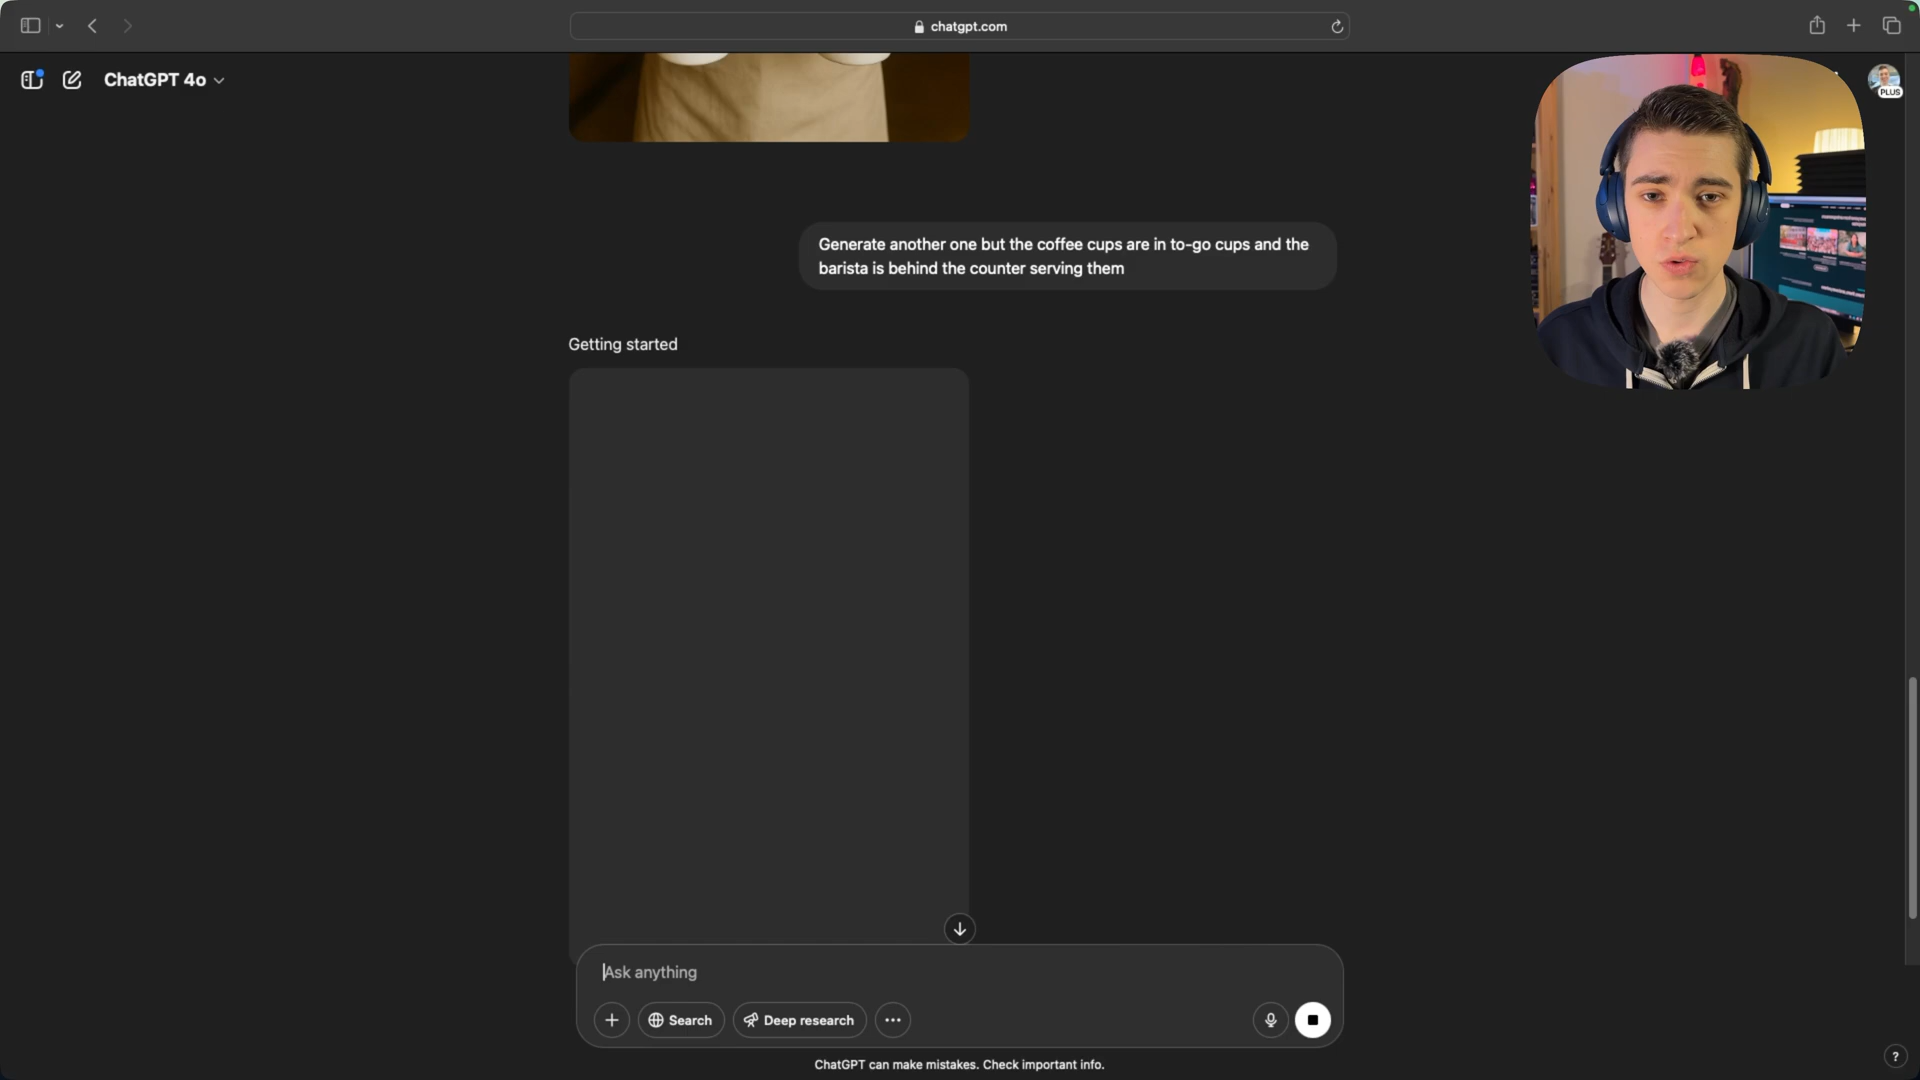 chatgpt.com
ChatGPT 4o
PLUS
Generate another one but the coffee cups are in to-go cups and the
barista is behind the counter serving them
Getting started
Ask anything
Search
Deep research
ChatGPT can make mistakes. Check important info.
?